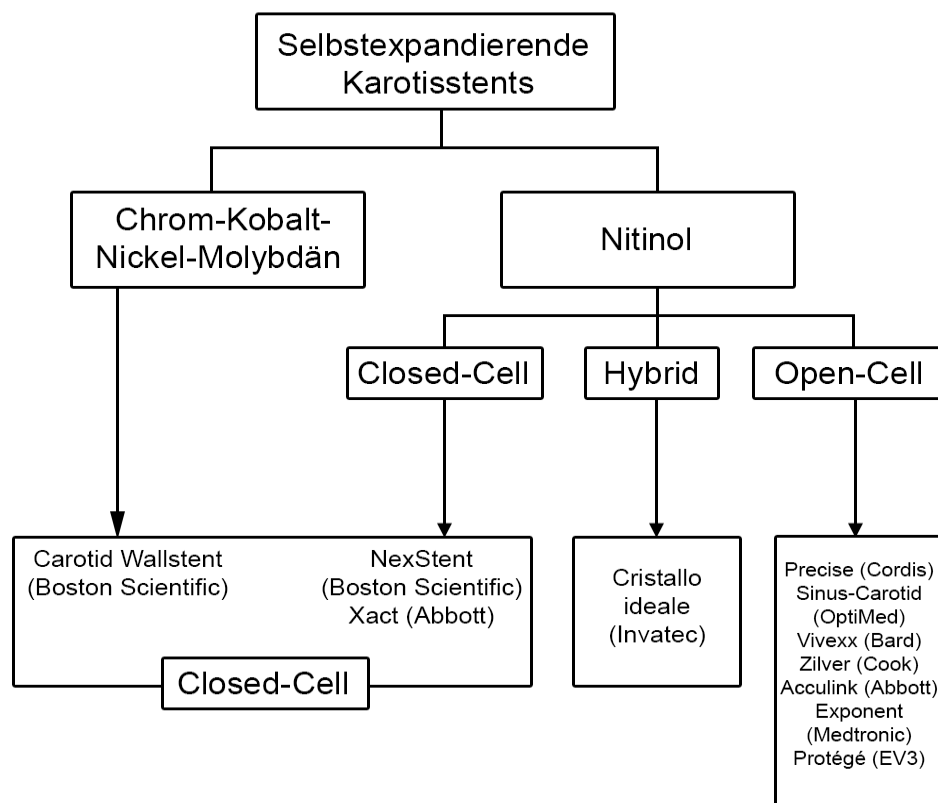 Selbstexpandierende
Karotisstents
Chrom-Kobalt-
Nickel-Molybdän
Nitinol
Closed-Cell
Hybrid
Open-Cell
Carotid Wallstent
(Boston Scientific)
NexStent
(Boston Scientific)
Xact (Abbott)
Closed-Cell
Cristallo
ideale
(Invatec)
Precise (Cordis)
Sinus-Carotid
(OptiMed)
Vivexx (Bard)
Zilver (Cook)
Acculink (Abbott)
Exponent
(Medtronic)
Protégé (EV3)